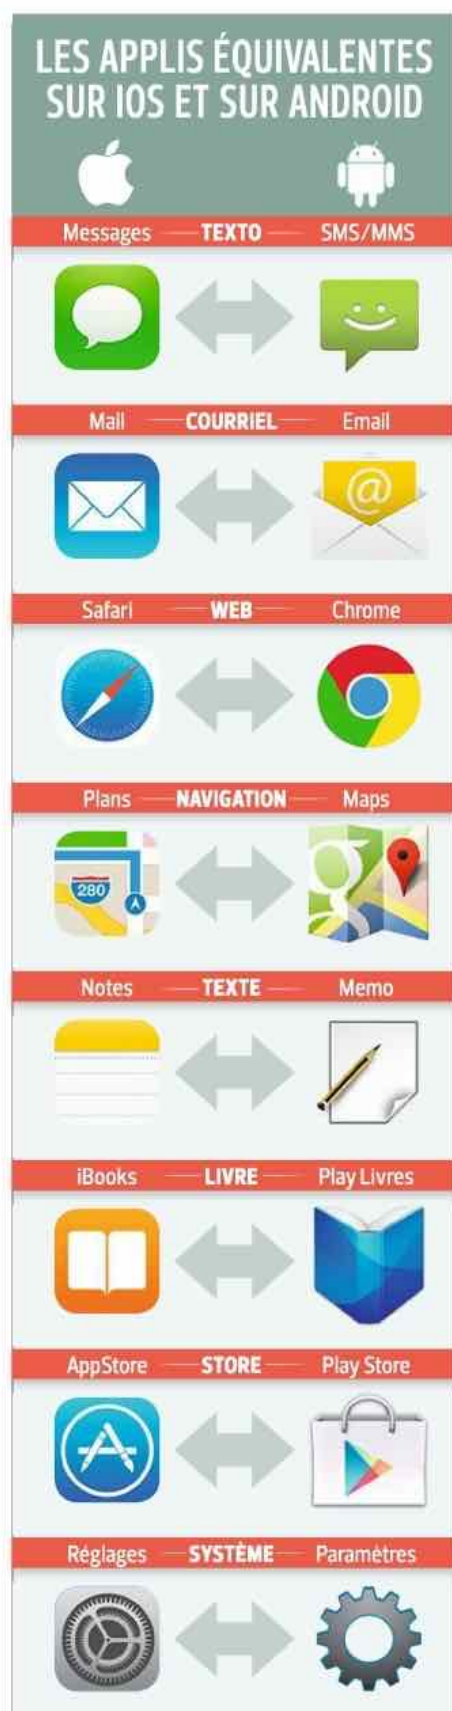 LES APPLIS ÉQUIVALENTES
SUR IOS ET SUR ANDROID
Messages TEXTO SMS/MMS
Mail COURRIEL Email
@
Safari WEB Chrome
Plans NAVIGATION Maps
280
g
Notes TEXTE Memo
iBooks LIVRE Play Livres
AppStore STORE Play Store
Réglages SYSTÈME Paramètres